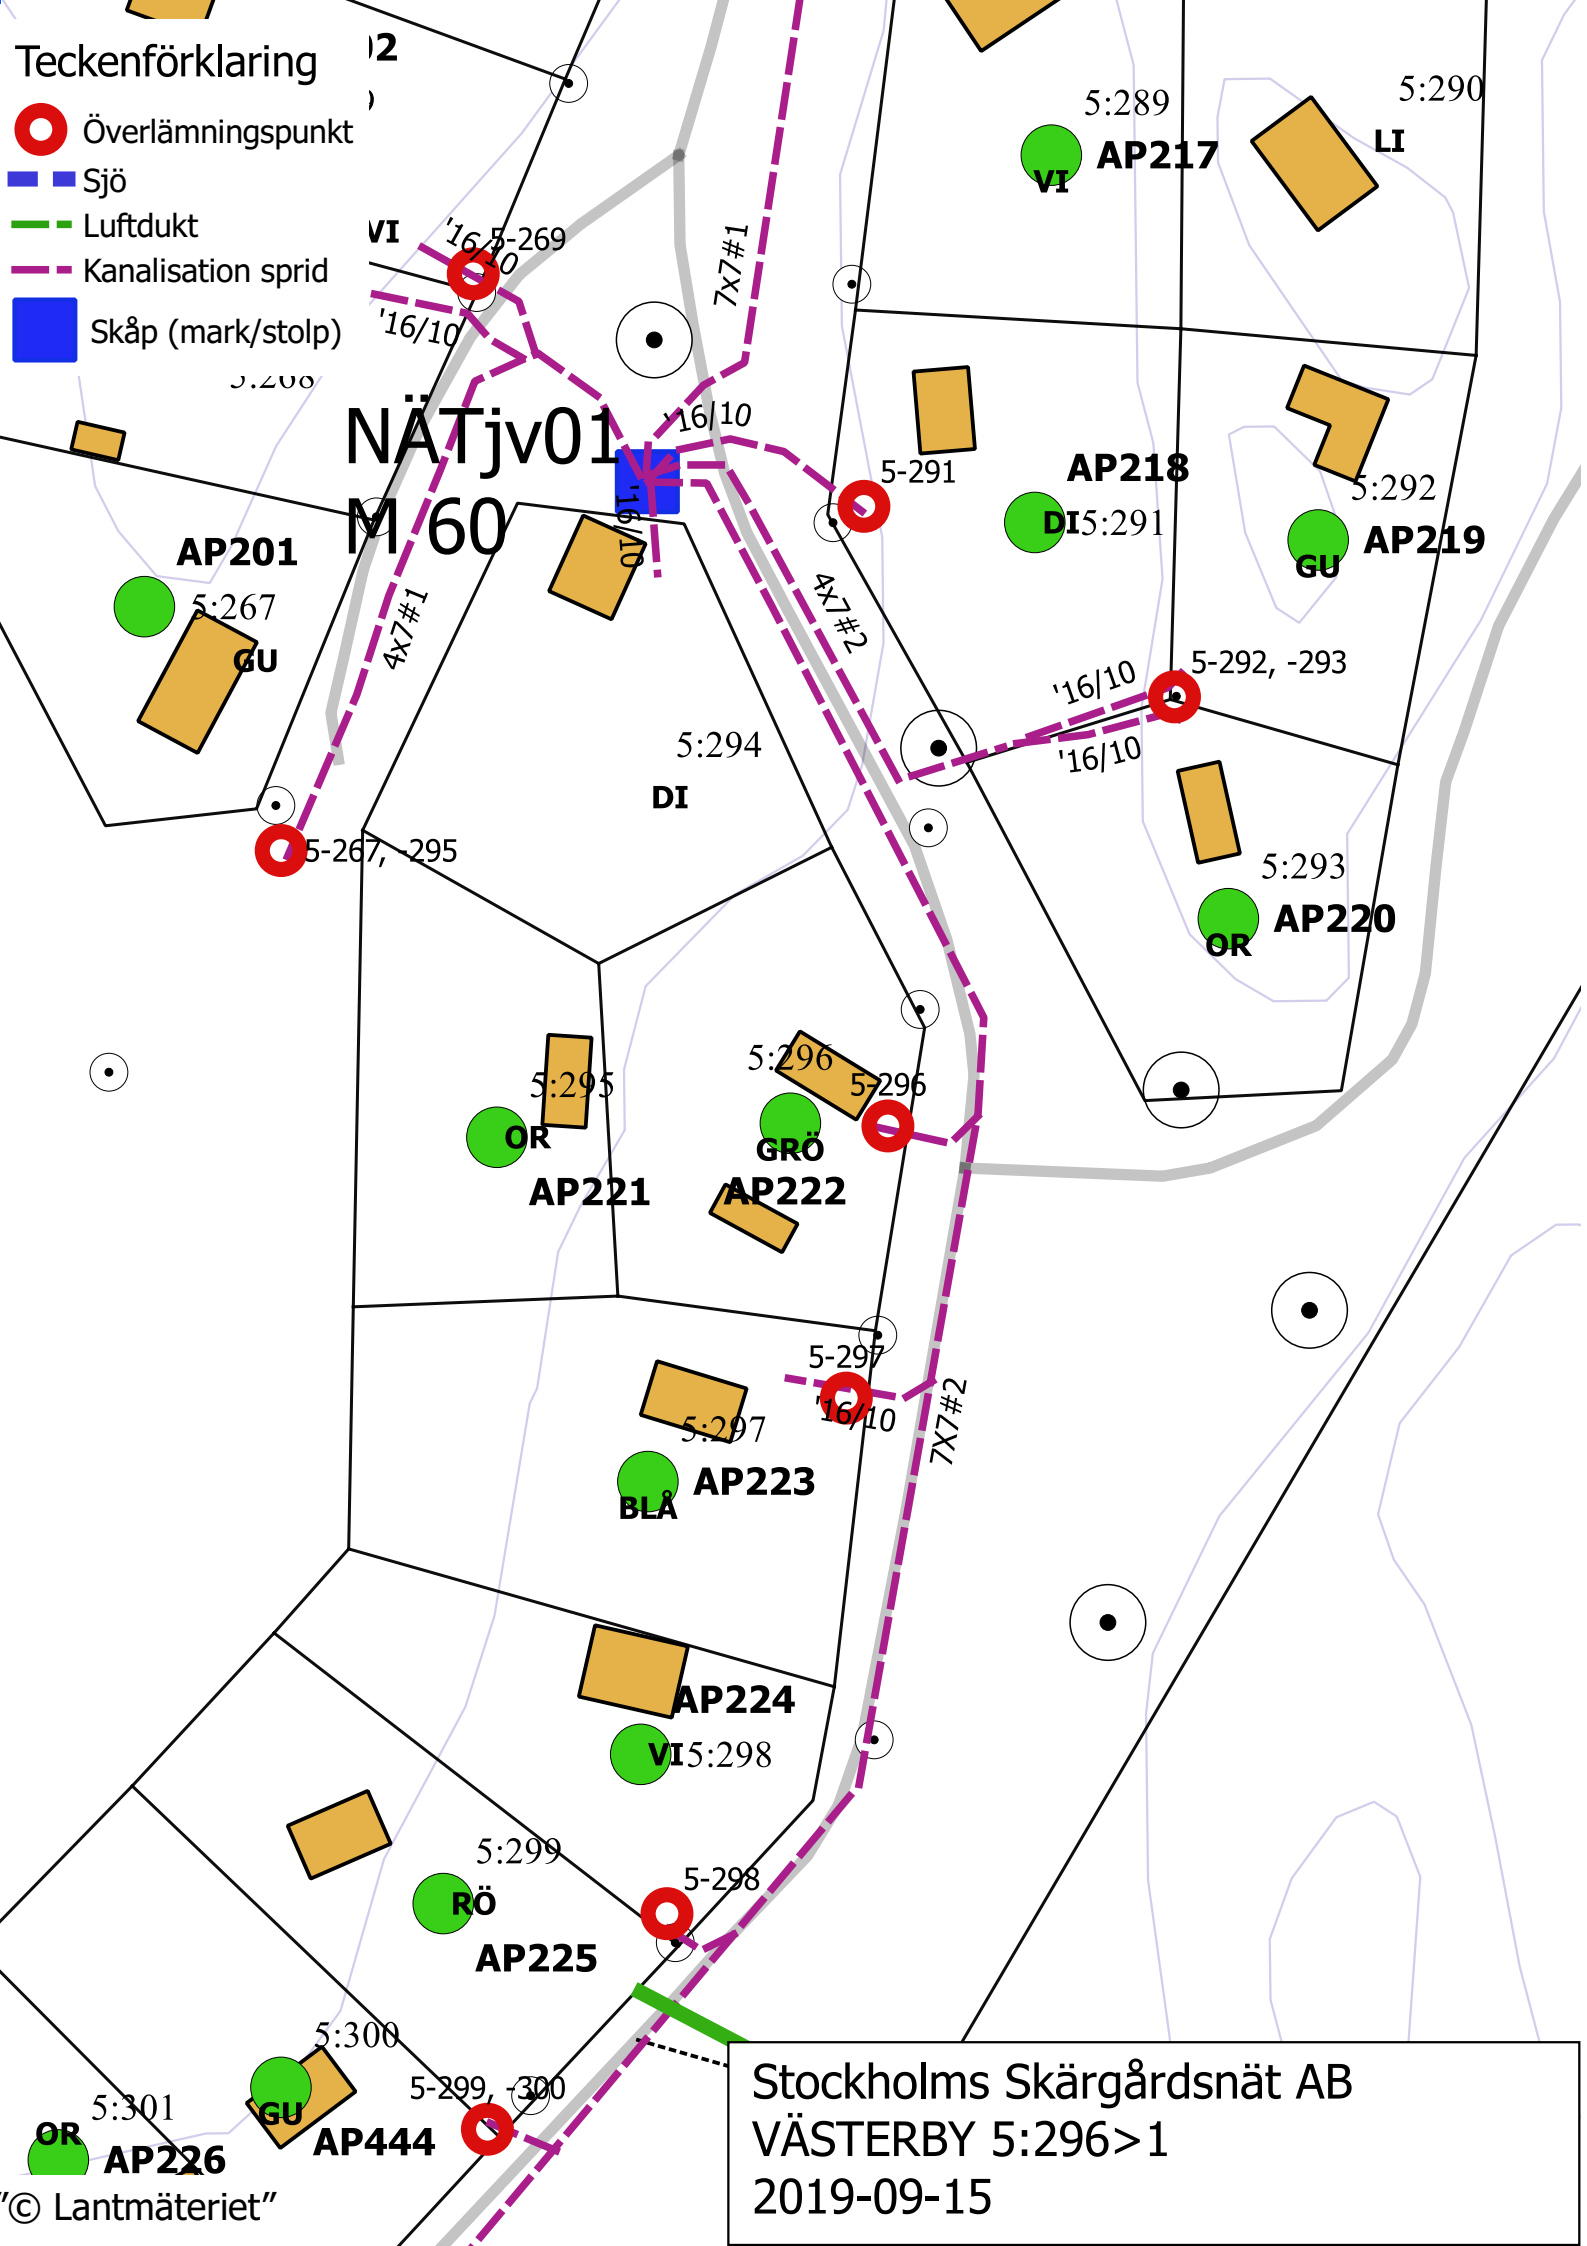 Teckenförklaring
Överlämningspunkt
Sjö
Luftdukt
Kanalisation sprid
Skåp (mark/stolp)
02
VI
'16/10
5-269
'16/10
5:268
7x7#1
5:289
AP217
VI
5:290
LI
NÄTjv01
M 60
'16/10
'16/10
5-291
AP218
DI
5:291
5:292
AP219
GU
AP201
5:267
GU
4x7#1
4x7#2
5-292, -293
'16/10
'16/10
5:294
DI
5-267, -295
5:293
AP220
OR
5:295
OR
AP221
5:296
5-296
GRÖ
AP222
5-297
'16/10
7X7#2
5:297
AP223
BLÅ
AP224
VI
5:298
5:299
RÖ
AP225
5-298
5:300
GU
AP444
5-299, -300
5:301
OR
AP226
"© Lantmäteriet"
Stockholms Skärgårdsnät AB
VÄSTERBY 5:296>1
2019-09-15